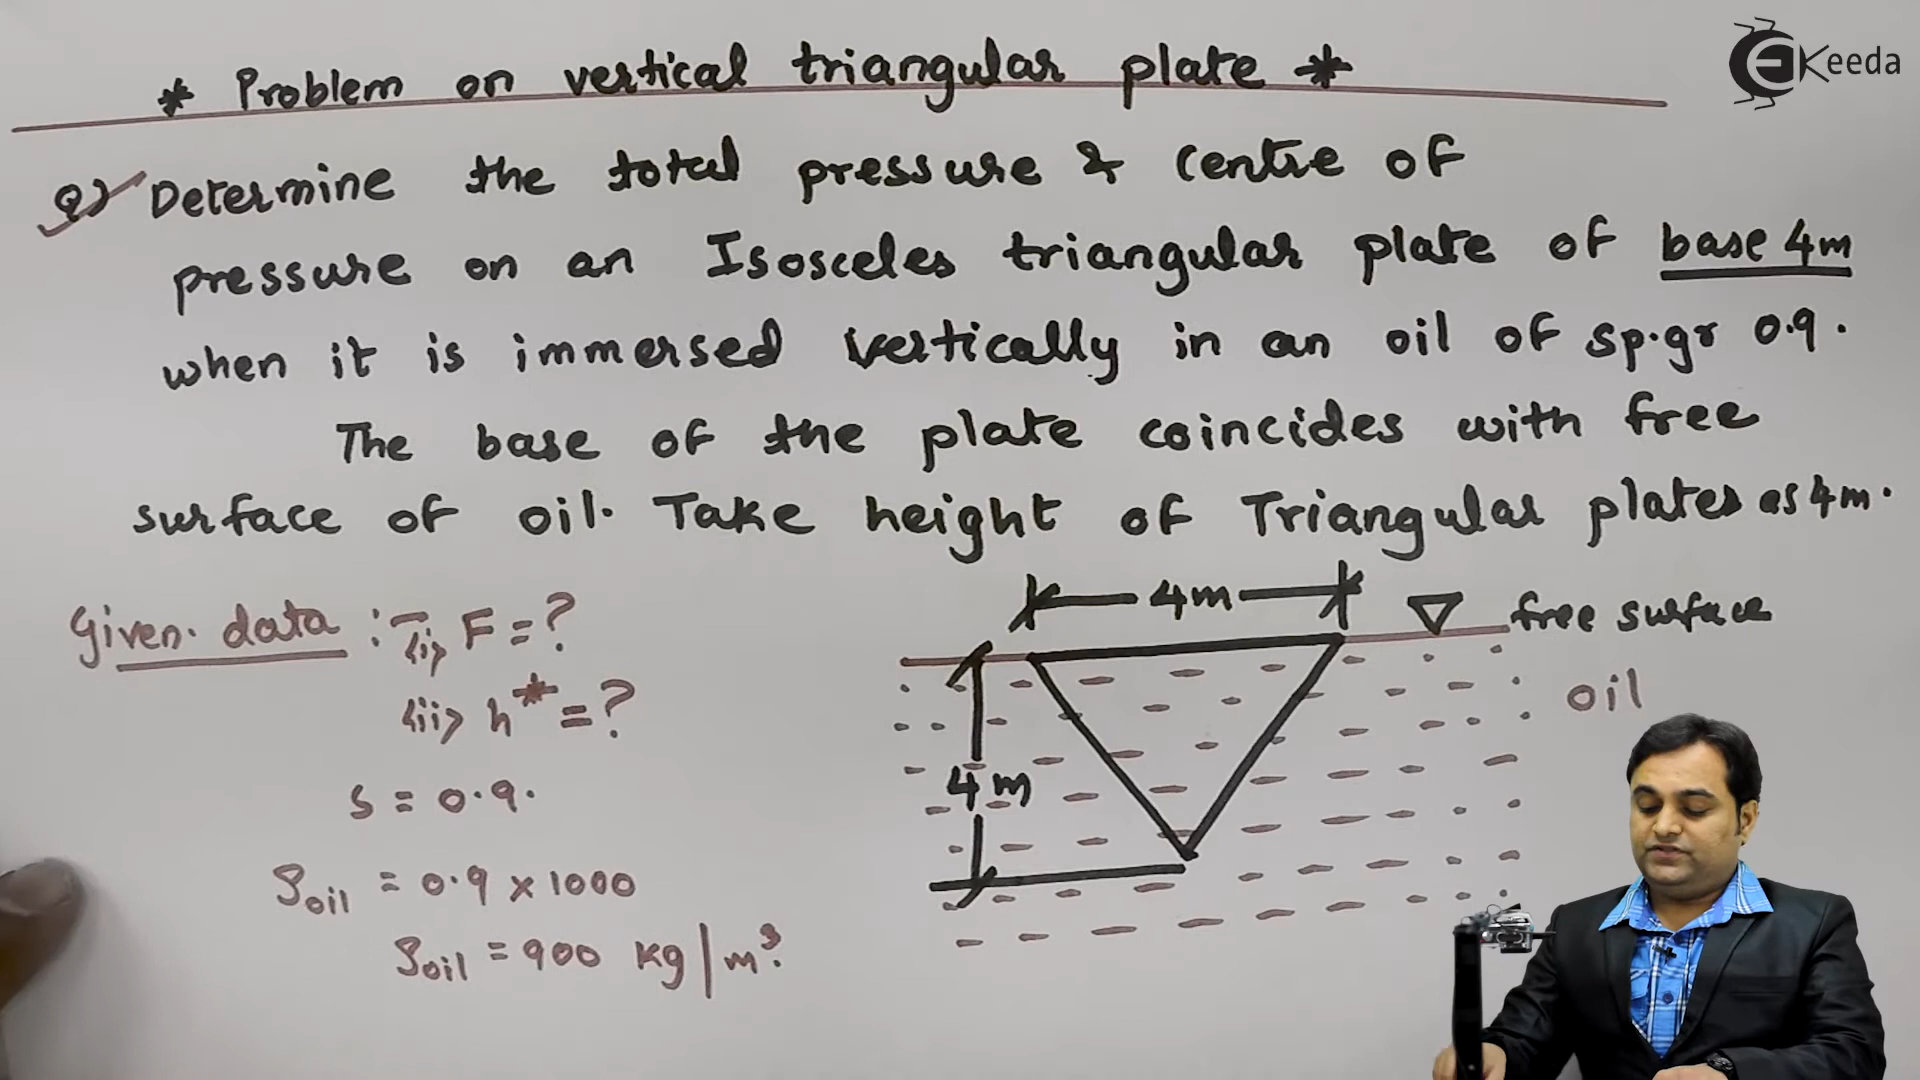 * Problem on vertical triangular plate *
EKeeda
Q) Determine the total pressure & centre of
pressure on an Isosceles triangular plate of base 4m
when it is immersed vertically in an oil of sp.gr 0.9.
The base of the plate coincides with free
surface of oil. Take height of Triangular plates as 4m.
Given data :- <i> F = ?
<ii> h* = ?
S = 0.9.
ρoil = 0.9 × 1000
ρoil = 900 kg/m³
4m
free surface
oil
4m